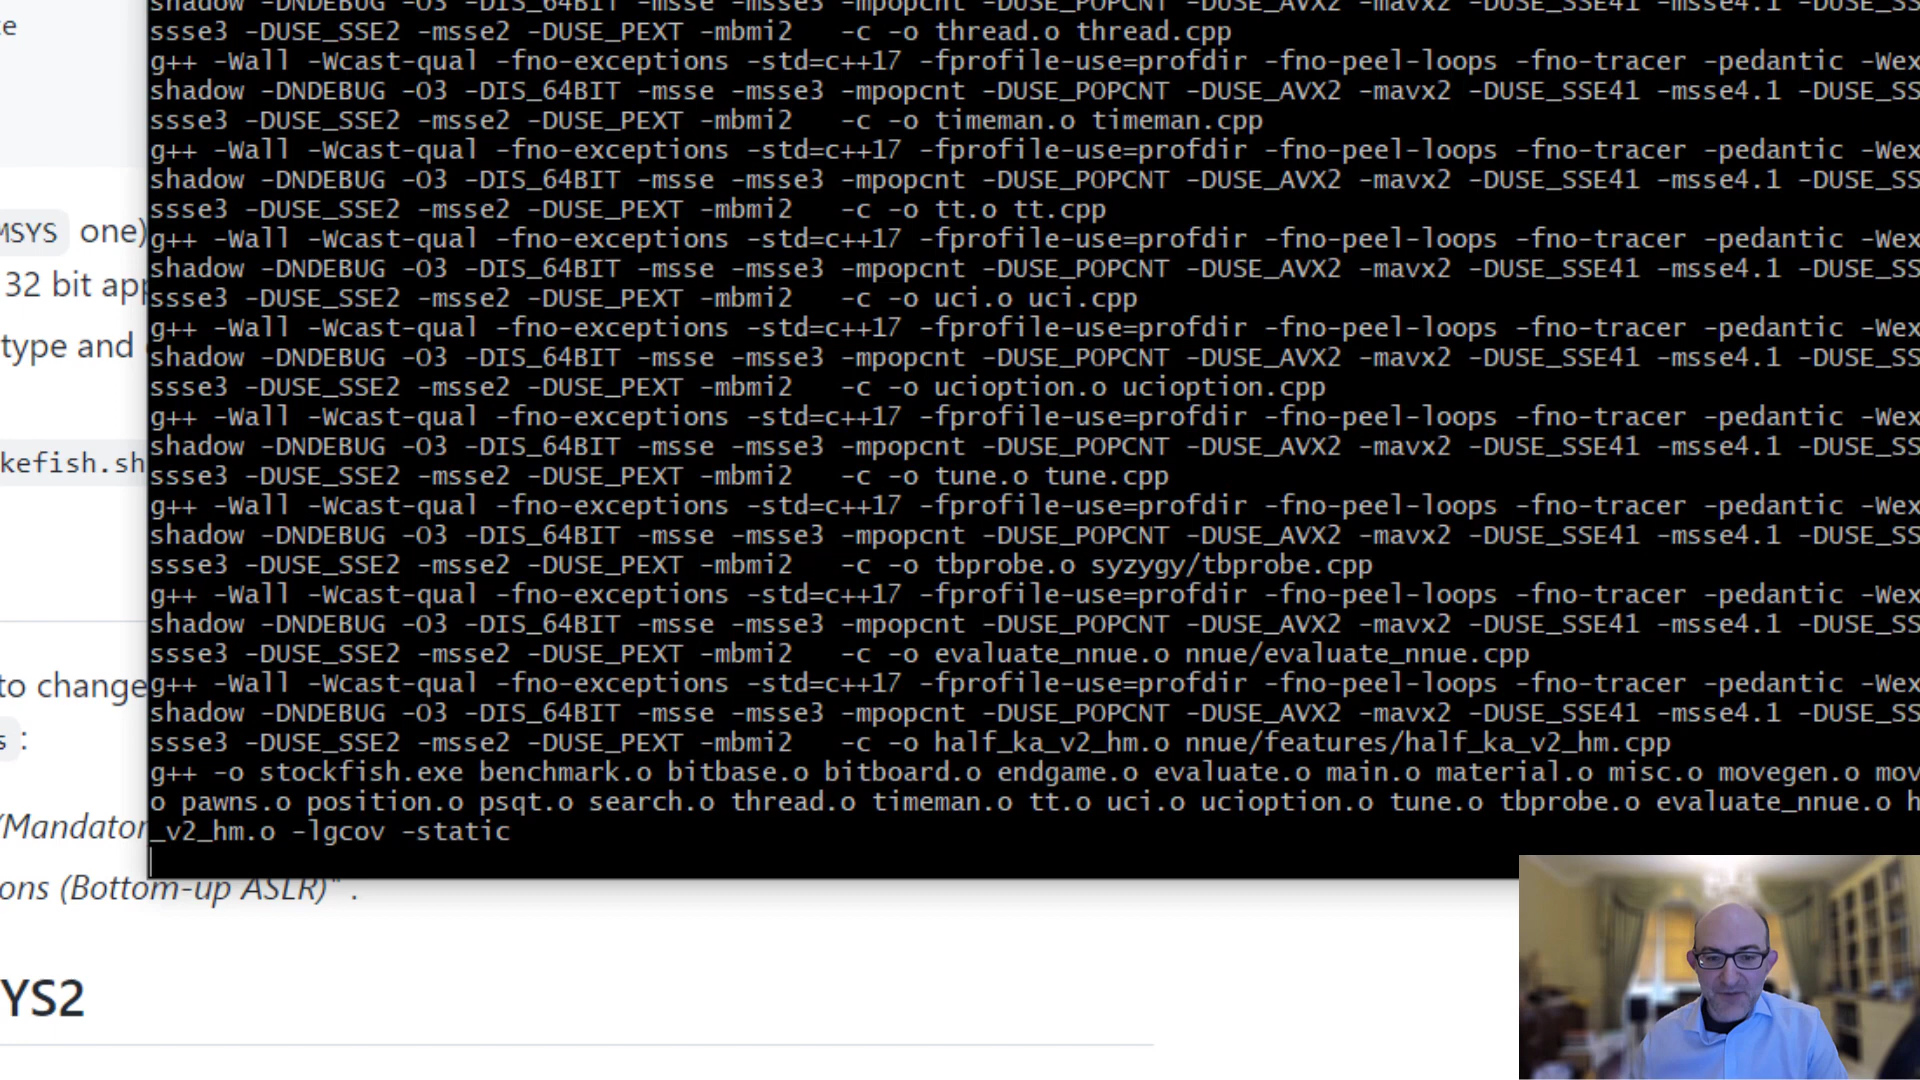 te
shadow -DNDEBUG -O3 -DIS_64BIT -msse -msse3 -mpopcnt -DUSE_POPCNT -DUSE_AVX2 -mavx2 -DUSE_SSE41 -msse4.1 -DUSE_SS
ssse3 -DUSE_SSE2 -msse2 -DUSE_PEXT -mbmi2   -c -o thread.o thread.cpp
g++ -Wall -Wcast-qual -fno-exceptions -std=c++17 -fprofile-use=profdir -fno-peel-loops -fno-tracer -pedantic -Wex
shadow -DNDEBUG -O3 -DIS_64BIT -msse -msse3 -mpopcnt -DUSE_POPCNT -DUSE_AVX2 -mavx2 -DUSE_SSE41 -msse4.1 -DUSE_SS
ssse3 -DUSE_SSE2 -msse2 -DUSE_PEXT -mbmi2   -c -o timeman.o timeman.cpp
g++ -Wall -Wcast-qual -fno-exceptions -std=c++17 -fprofile-use=profdir -fno-peel-loops -fno-tracer -pedantic -Wex
shadow -DNDEBUG -O3 -DIS_64BIT -msse -msse3 -mpopcnt -DUSE_POPCNT -DUSE_AVX2 -mavx2 -DUSE_SSE41 -msse4.1 -DUSE_SS
ssse3 -DUSE_SSE2 -msse2 -DUSE_PEXT -mbmi2   -c -o tt.o tt.cpp
g++ -Wall -Wcast-qual -fno-exceptions -std=c++17 -fprofile-use=profdir -fno-peel-loops -fno-tracer -pedantic -Wex
shadow -DNDEBUG -O3 -DIS_64BIT -msse -msse3 -mpopcnt -DUSE_POPCNT -DUSE_AVX2 -mavx2 -DUSE_SSE41 -msse4.1 -DUSE_SS
ssse3 -DUSE_SSE2 -msse2 -DUSE_PEXT -mbmi2   -c -o uci.o uci.cpp
g++ -Wall -Wcast-qual -fno-exceptions -std=c++17 -fprofile-use=profdir -fno-peel-loops -fno-tracer -pedantic -Wex
shadow -DNDEBUG -O3 -DIS_64BIT -msse -msse3 -mpopcnt -DUSE_POPCNT -DUSE_AVX2 -mavx2 -DUSE_SSE41 -msse4.1 -DUSE_SS
ssse3 -DUSE_SSE2 -msse2 -DUSE_PEXT -mbmi2   -c -o ucioption.o ucioption.cpp
g++ -Wall -Wcast-qual -fno-exceptions -std=c++17 -fprofile-use=profdir -fno-peel-loops -fno-tracer -pedantic -Wex
shadow -DNDEBUG -O3 -DIS_64BIT -msse -msse3 -mpopcnt -DUSE_POPCNT -DUSE_AVX2 -mavx2 -DUSE_SSE41 -msse4.1 -DUSE_SS
ssse3 -DUSE_SSE2 -msse2 -DUSE_PEXT -mbmi2   -c -o tune.o tune.cpp
g++ -Wall -Wcast-qual -fno-exceptions -std=c++17 -fprofile-use=profdir -fno-peel-loops -fno-tracer -pedantic -Wex
shadow -DNDEBUG -O3 -DIS_64BIT -msse -msse3 -mpopcnt -DUSE_POPCNT -DUSE_AVX2 -mavx2 -DUSE_SSE41 -msse4.1 -DUSE_SS
ssse3 -DUSE_SSE2 -msse2 -DUSE_PEXT -mbmi2   -c -o tbprobe.o syzygy/tbprobe.cpp
g++ -Wall -Wcast-qual -fno-exceptions -std=c++17 -fprofile-use=profdir -fno-peel-loops -fno-tracer -pedantic -Wex
shadow -DNDEBUG -O3 -DIS_64BIT -msse -msse3 -mpopcnt -DUSE_POPCNT -DUSE_AVX2 -mavx2 -DUSE_SSE41 -msse4.1 -DUSE_SS
ssse3 -DUSE_SSE2 -msse2 -DUSE_PEXT -mbmi2   -c -o evaluate_nnue.o nnue/evaluate_nnue.cpp
g++ -Wall -Wcast-qual -fno-exceptions -std=c++17 -fprofile-use=profdir -fno-peel-loops -fno-tracer -pedantic -Wex
shadow -DNDEBUG -O3 -DIS_64BIT -msse -msse3 -mpopcnt -DUSE_POPCNT -DUSE_AVX2 -mavx2 -DUSE_SSE41 -msse4.1 -DUSE_SS
ssse3 -DUSE_SSE2 -msse2 -DUSE_PEXT -mbmi2   -c -o half_ka_v2_hm.o nnue/features/half_ka_v2_hm.cpp
g++ -o stockfish.exe benchmark.o bitbase.o bitboard.o endgame.o evaluate.o main.o material.o misc.o movegen.o mov
o pawns.o position.o psqt.o search.o thread.o timeman.o tt.o uci.o ucioption.o tune.o tbprobe.o evaluate_nnue.o h
_v2_hm.o -lgcov -static
MSYS one)
32 bit app
type and
kefish.sh
to change
s :
/Mandator
ons (Bottom-up ASLR)" .
YS2